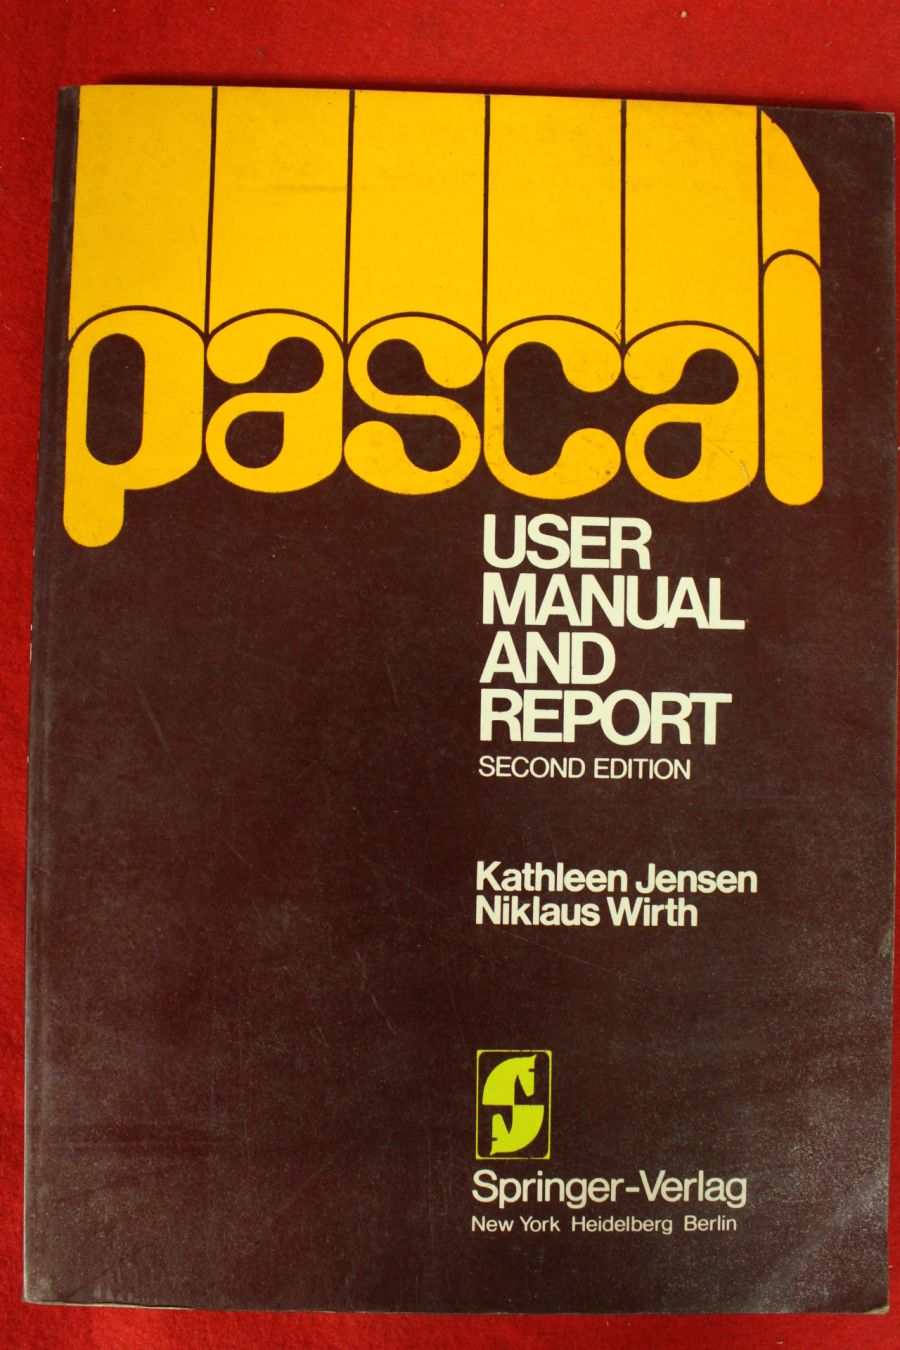 pascal
USER
MANUAL
AND
REPORT
SECOND EDITION
Kathleen Jensen
Niklaus Wirth
Springer-Verlag
New York Heidelberg Berlin